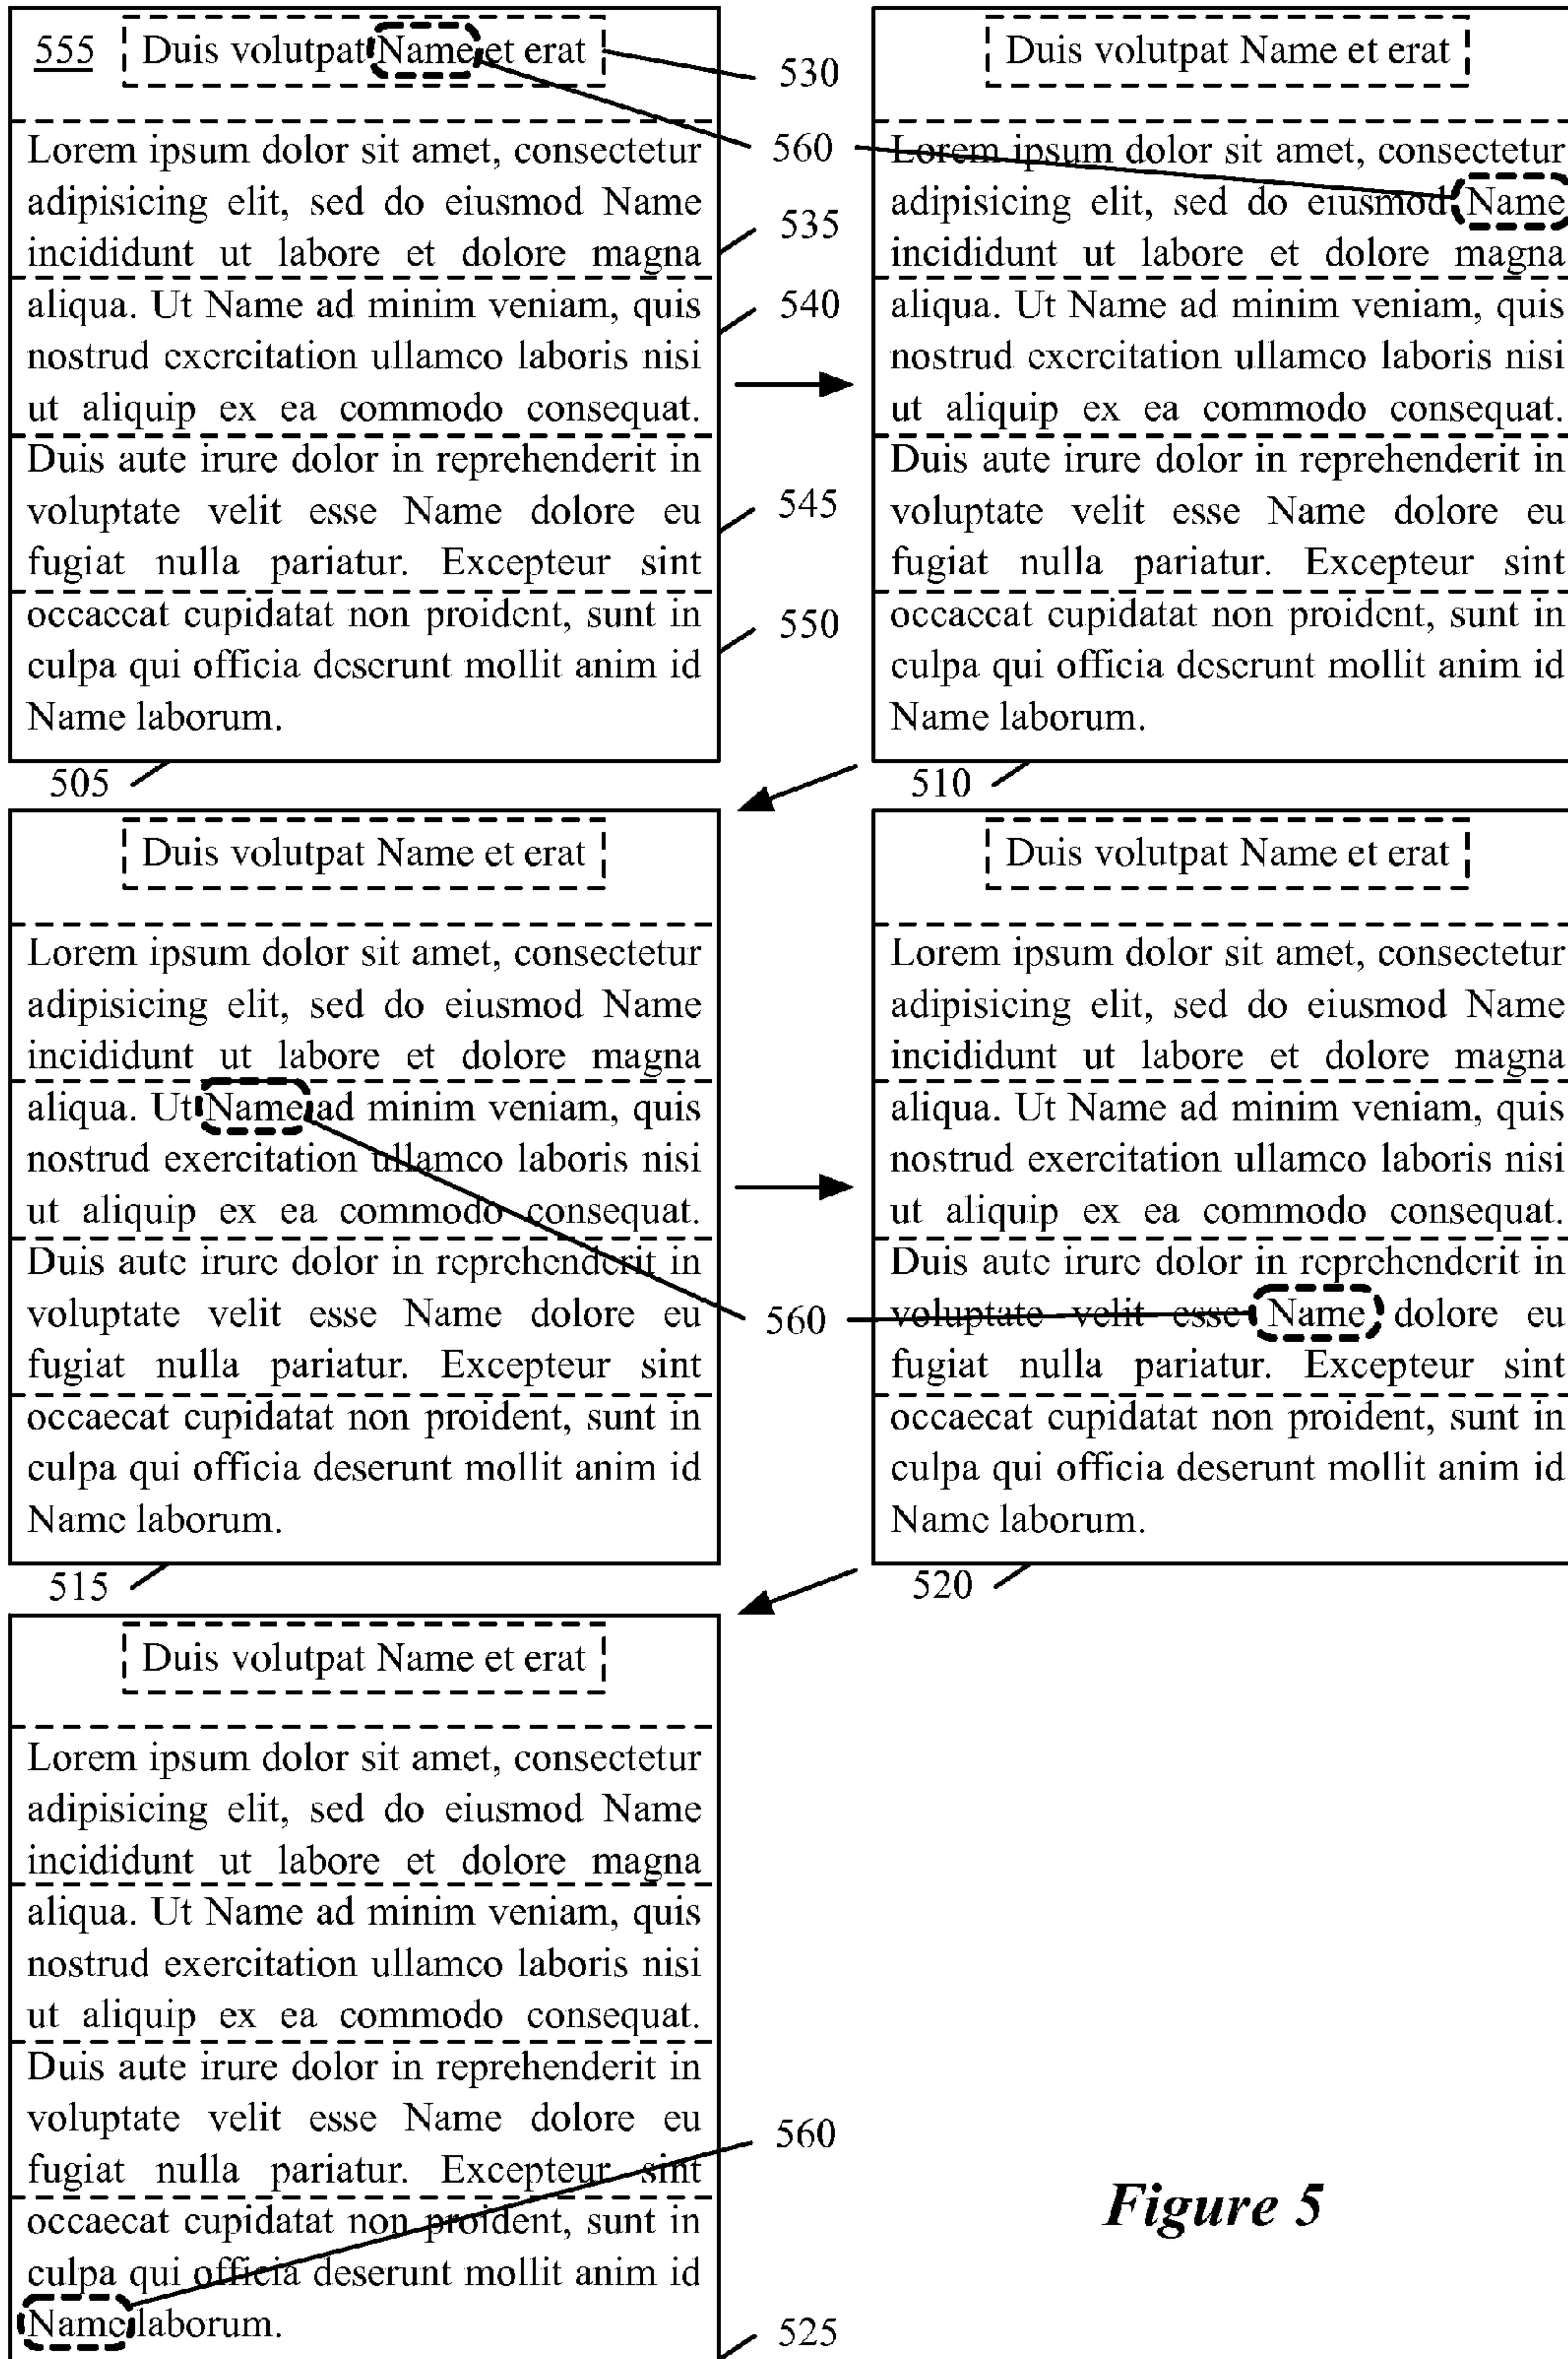 555 Duis volutpat Name et erat
530
560
Lorem ipsum dolor sit amet, consectetur
adipisicing elit, sed do eiusmod Name
incididunt ut labore et dolore magna
535
aliqua. Ut Name ad minim veniam, quis
540
nostrud exercitation ullamco laboris nisi
ut aliquip ex ea commodo consequat.
Duis aute irure dolor in reprehenderit in
voluptate velit esse Name dolore eu
545
fugiat nulla pariatur. Excepteur sint
occaecat cupidatat non proident, sunt in
550
culpa qui officia deserunt mollit anim id
Name laborum.
505
Duis volutpat Name et erat
Lorem ipsum dolor sit amet, consectetur
adipisicing elit, sed do eiusmod Name
incididunt ut labore et dolore magna
aliqua. Ut Name ad minim veniam, quis
nostrud exercitation ullamco laboris nisi
ut aliquip ex ea commodo consequat.
Duis aute irure dolor in reprehenderit in
voluptate velit esse Name dolore eu
fugiat nulla pariatur. Excepteur sint
occaecat cupidatat non proident, sunt in
culpa qui officia deserunt mollit anim id
Name laborum.
510
Duis volutpat Name et erat
Lorem ipsum dolor sit amet, consectetur
adipisicing elit, sed do eiusmod Name
incididunt ut labore et dolore magna
aliqua. Ut Name ad minim veniam, quis
nostrud exercitation ullamco laboris nisi
ut aliquip ex ea commodo consequat.
Duis aute irure dolor in reprehenderit in
voluptate velit esse Name dolore eu
560
fugiat nulla pariatur. Excepteur sint
occaecat cupidatat non proident, sunt in
culpa qui officia deserunt mollit anim id
Name laborum.
515
Duis volutpat Name et erat
Lorem ipsum dolor sit amet, consectetur
adipisicing elit, sed do eiusmod Name
incididunt ut labore et dolore magna
aliqua. Ut Name ad minim veniam, quis
nostrud exercitation ullamco laboris nisi
ut aliquip ex ea commodo consequat.
Duis aute irure dolor in reprehenderit in
voluptate velit esse Name dolore eu
fugiat nulla pariatur. Excepteur sint
occaecat cupidatat non proident, sunt in
culpa qui officia deserunt mollit anim id
Name laborum.
520
Duis volutpat Name et erat
Lorem ipsum dolor sit amet, consectetur
adipisicing elit, sed do eiusmod Name
incididunt ut labore et dolore magna
aliqua. Ut Name ad minim veniam, quis
nostrud exercitation ullamco laboris nisi
ut aliquip ex ea commodo consequat.
Duis aute irure dolor in reprehenderit in
voluptate velit esse Name dolore eu
560
fugiat nulla pariatur. Excepteur sint
occaecat cupidatat non proident, sunt in
culpa qui officia deserunt mollit anim id
Name laborum.
525
Figure 5